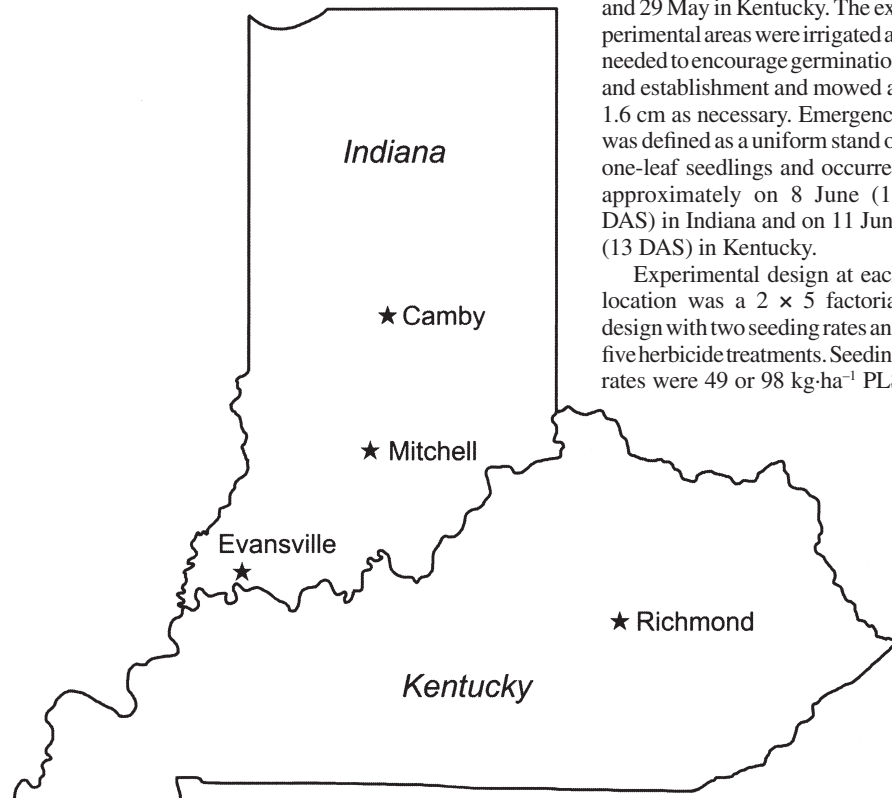 and 29 May in Kentucky. The ex
perimental areas were irrigated a
needed to encourage germinatio
and establishment and mowed a
1.6 cm as necessary. Emergenc
was defined as a uniform stand o
one-leaf seedlings and occurre
approximately on 8 June (1
DAS) in Indiana and on 11 Jun
(13 DAS) in Kentucky.
Experimental design at eac
location was a 2 × 5 factoria
design with two seeding rates an
five herbicide treatments. Seedin
rates were 49 or 98 kg·ha⁻¹ PL
Indiana
Camby
Mitchell
Evansville
Richmond
Kentucky